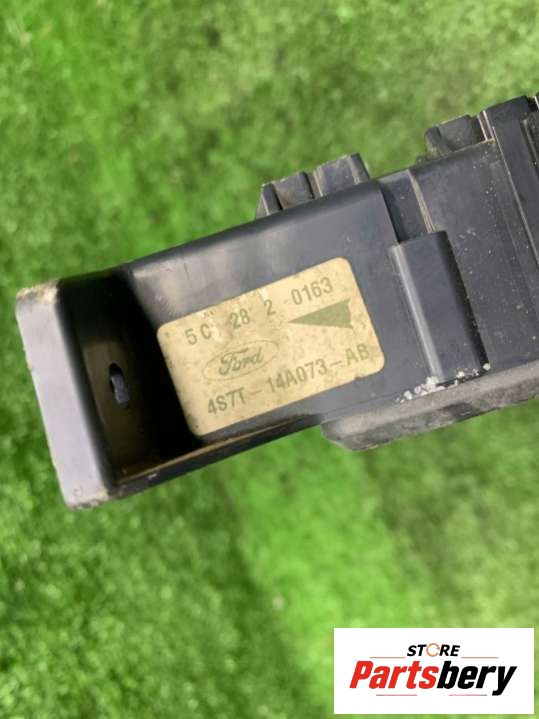 5C 28 2 0163
Ford
4S7T-14A073-AB
STORE
Partsbery